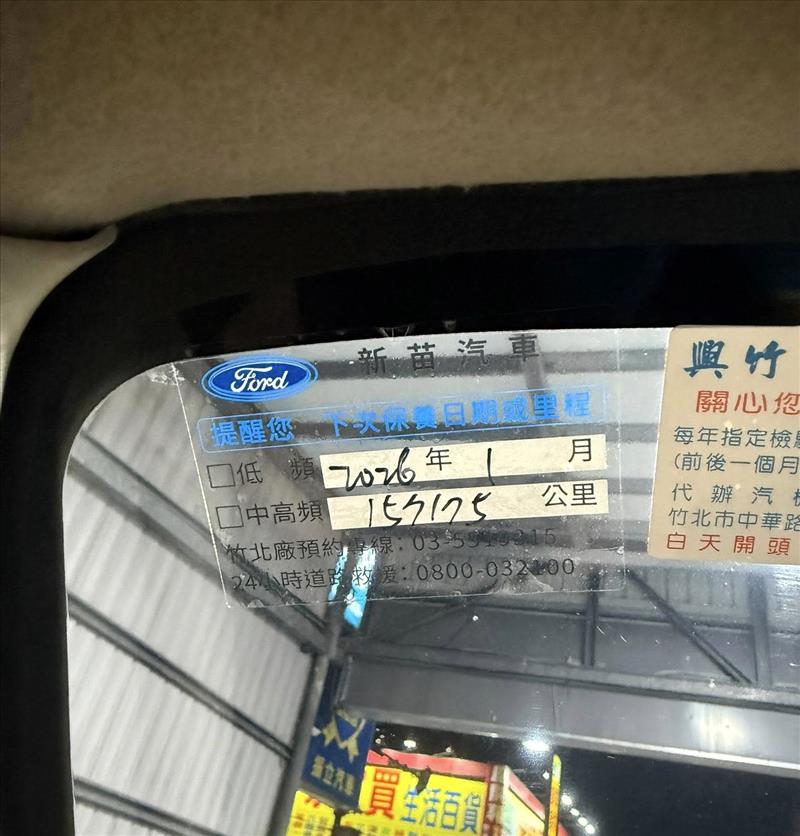 新苗汽車
Ford
提醒您 下次保養日期或里程
低 頻 2026 年 1 月
中高頻 157175 公里
竹北廠預約專線：03-5
24小時道路救援：0800-032100
興竹
關心您
每年指定檢
(前後一個月
代辦汽
竹北市中華路
白天開頭
汽車
買 生活百貨